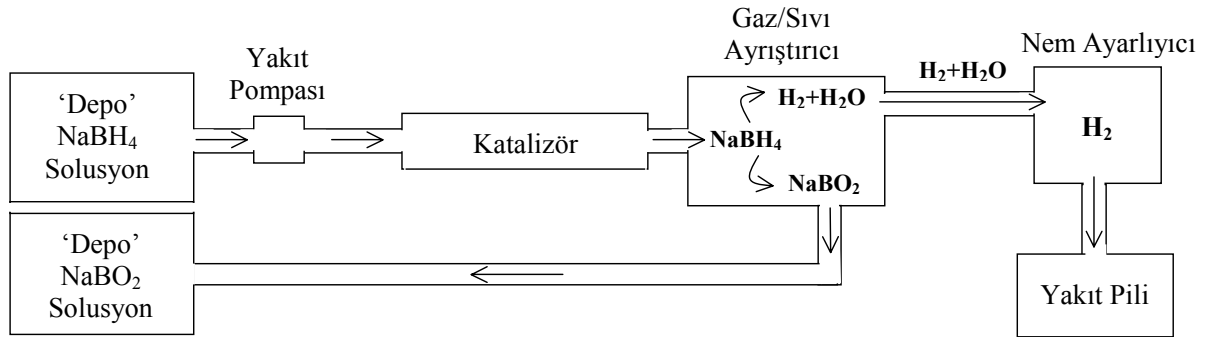 Gaz/Sıvı
Ayrıştırıcı
Nem Ayarlıyıcı
Yakıt
Pompası
H₂+H₂O
‘Depo’
NaBH₄
Solusyon
Katalizör
H₂+H₂O
NaBH₄
NaBO₂
H₂
‘Depo’
NaBO₂
Solusyon
Yakıt Pili